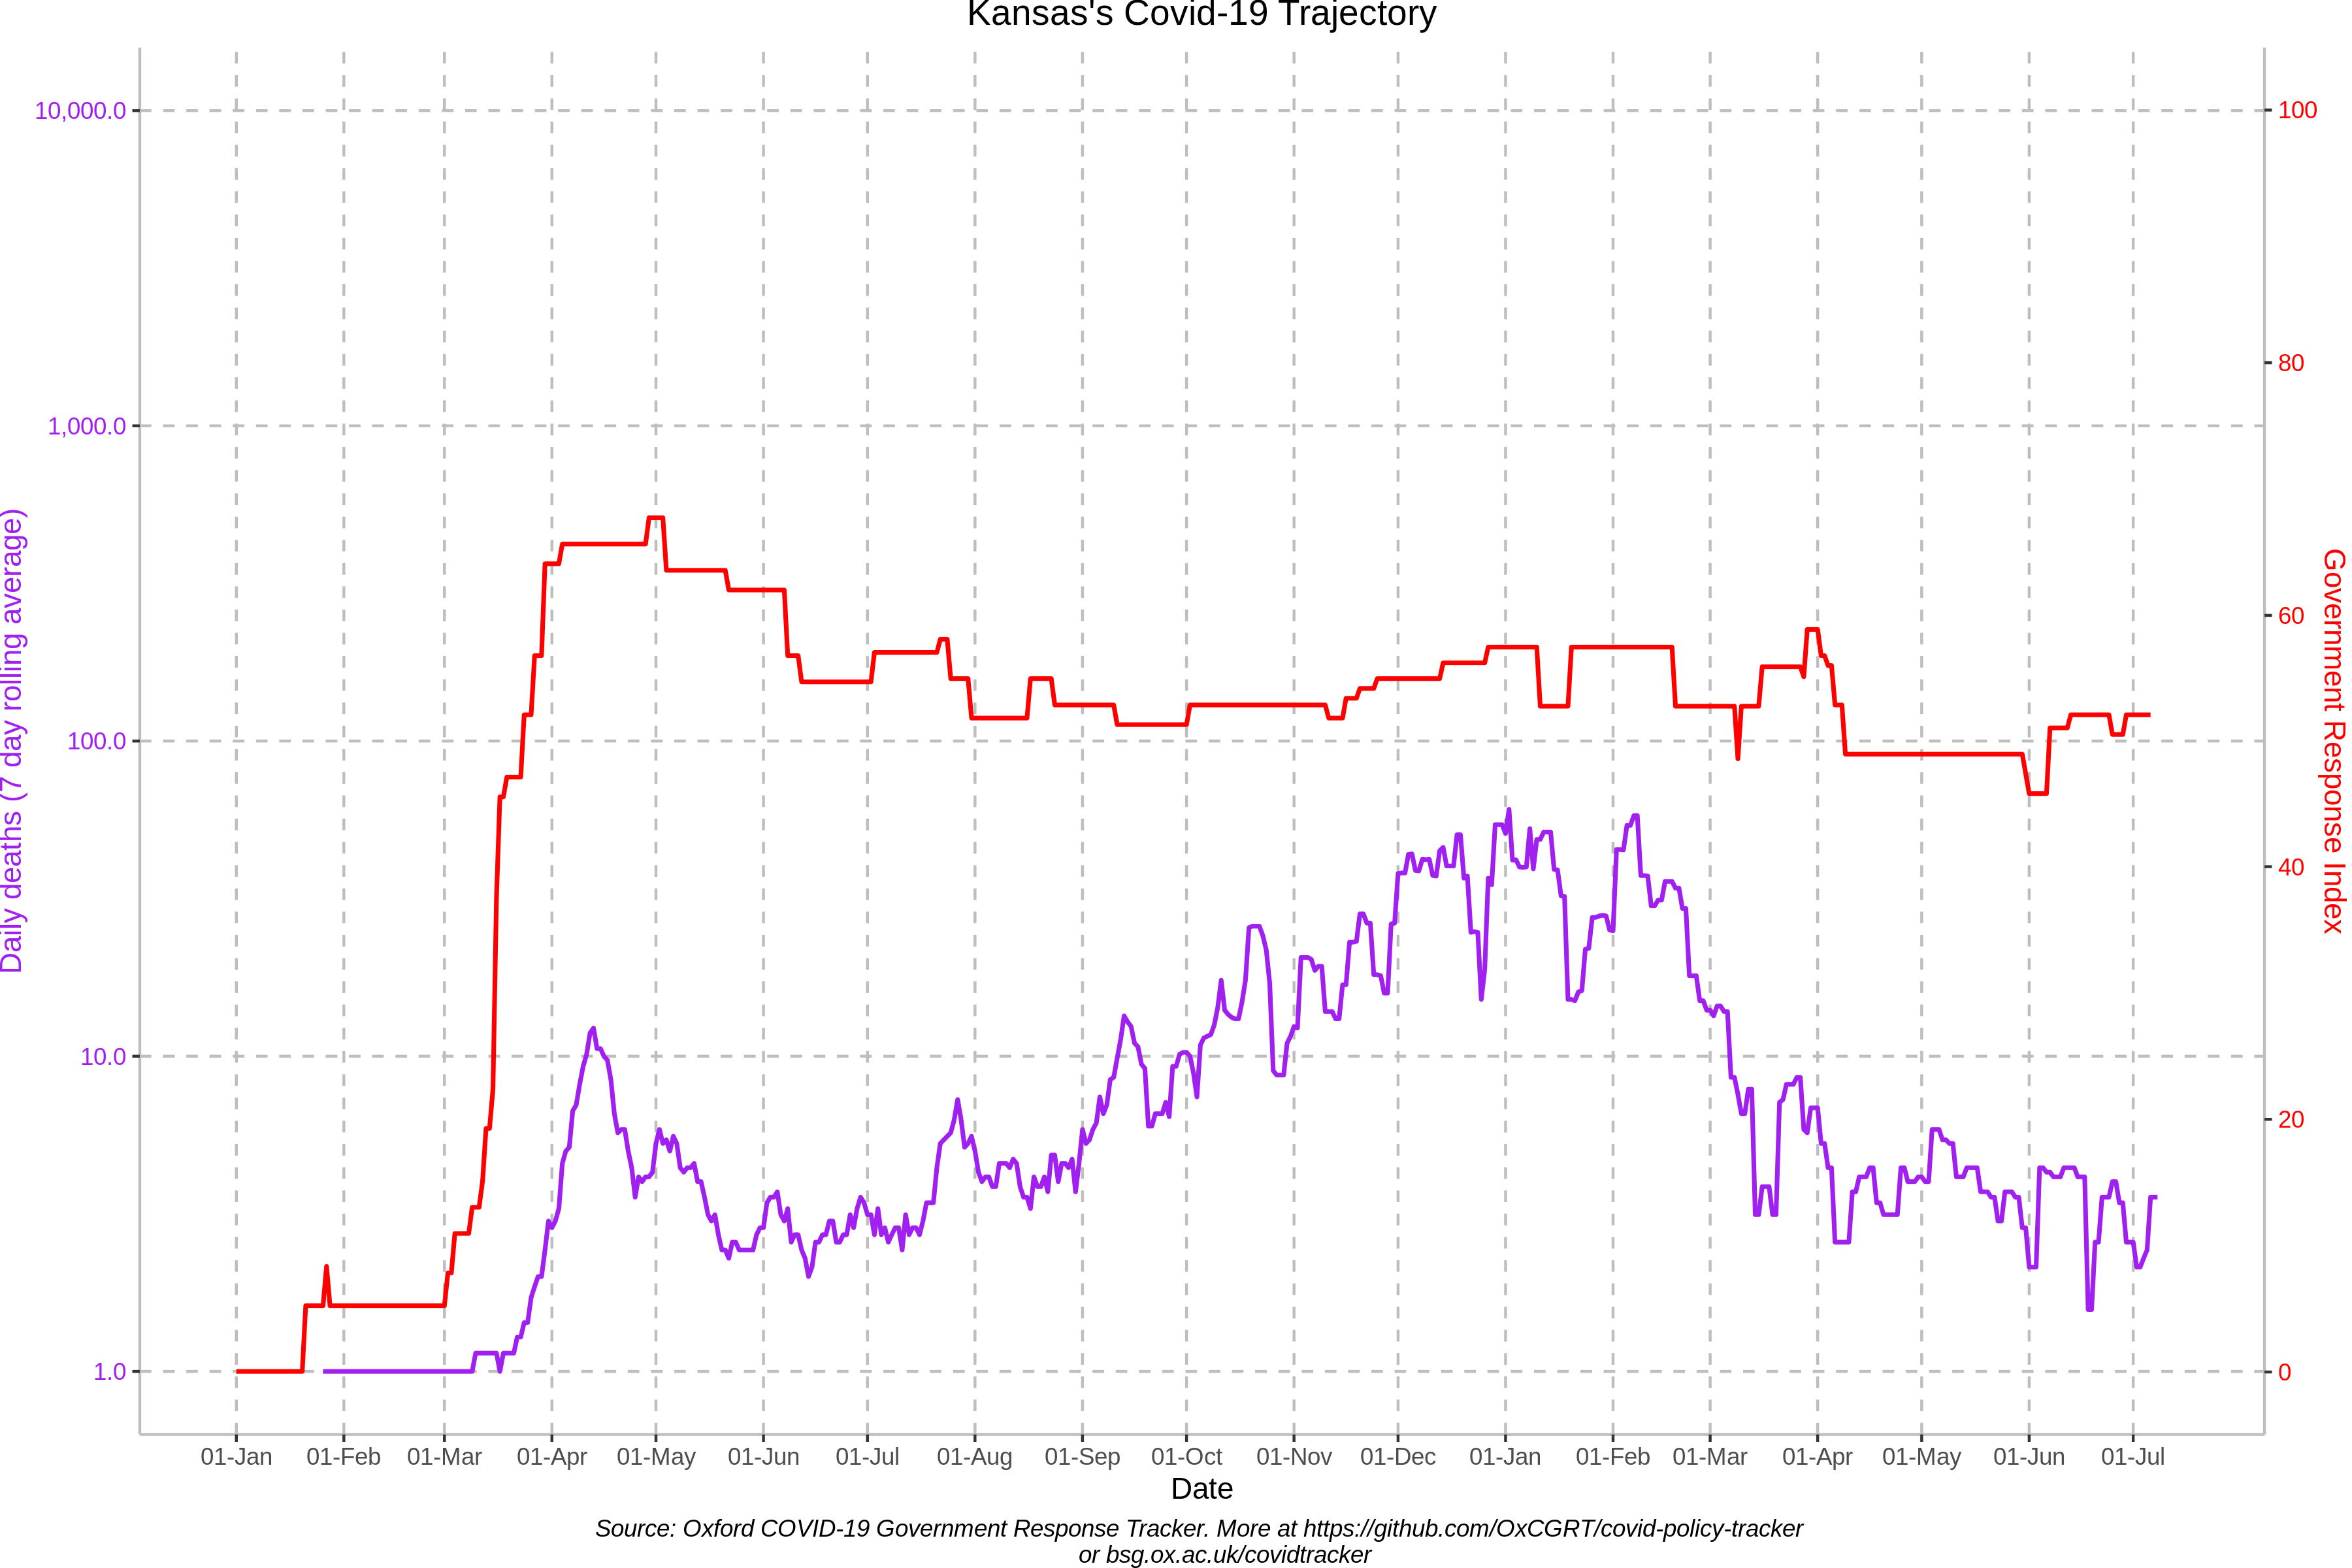 Kansas's Covid-19 Trajectory
10,000.0
1,000.0
100.0
10.0
1.0
Daily deaths (7 day rolling average)
100
80
60
40
20
0
Government Response Index
01-Jan 01-Feb 01-Mar 01-Apr 01-May 01-Jun 01-Jul 01-Aug 01-Sep 01-Oct 01-Nov 01-Dec 01-Jan 01-Feb 01-Mar 01-Apr 01-May 01-Jun 01-Jul
Date
Source: Oxford COVID-19 Government Response Tracker. More at https://github.com/OxCGRT/covid-policy-tracker
or bsg.ox.ac.uk/covidtracker